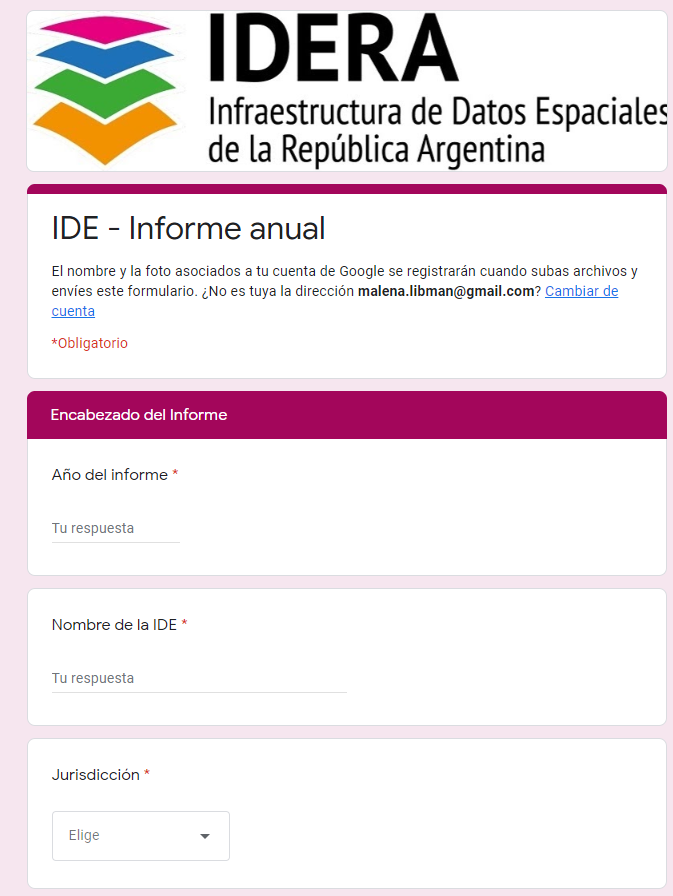 IDERA
Infraestructura de Datos Espaciales
de la República Argentina
IDE - Informe anual
El nombre y la foto asociados a tu cuenta de Google se registrarán cuando subas archivos y
envíes este formulario. ¿No es tuya la dirección malena.libman@gmail.com? Cambiar de
cuenta
*Obligatorio
Encabezado del Informe
Año del informe *
Tu respuesta
Nombre de la IDE *
Tu respuesta
Jurisdicción *
Elige